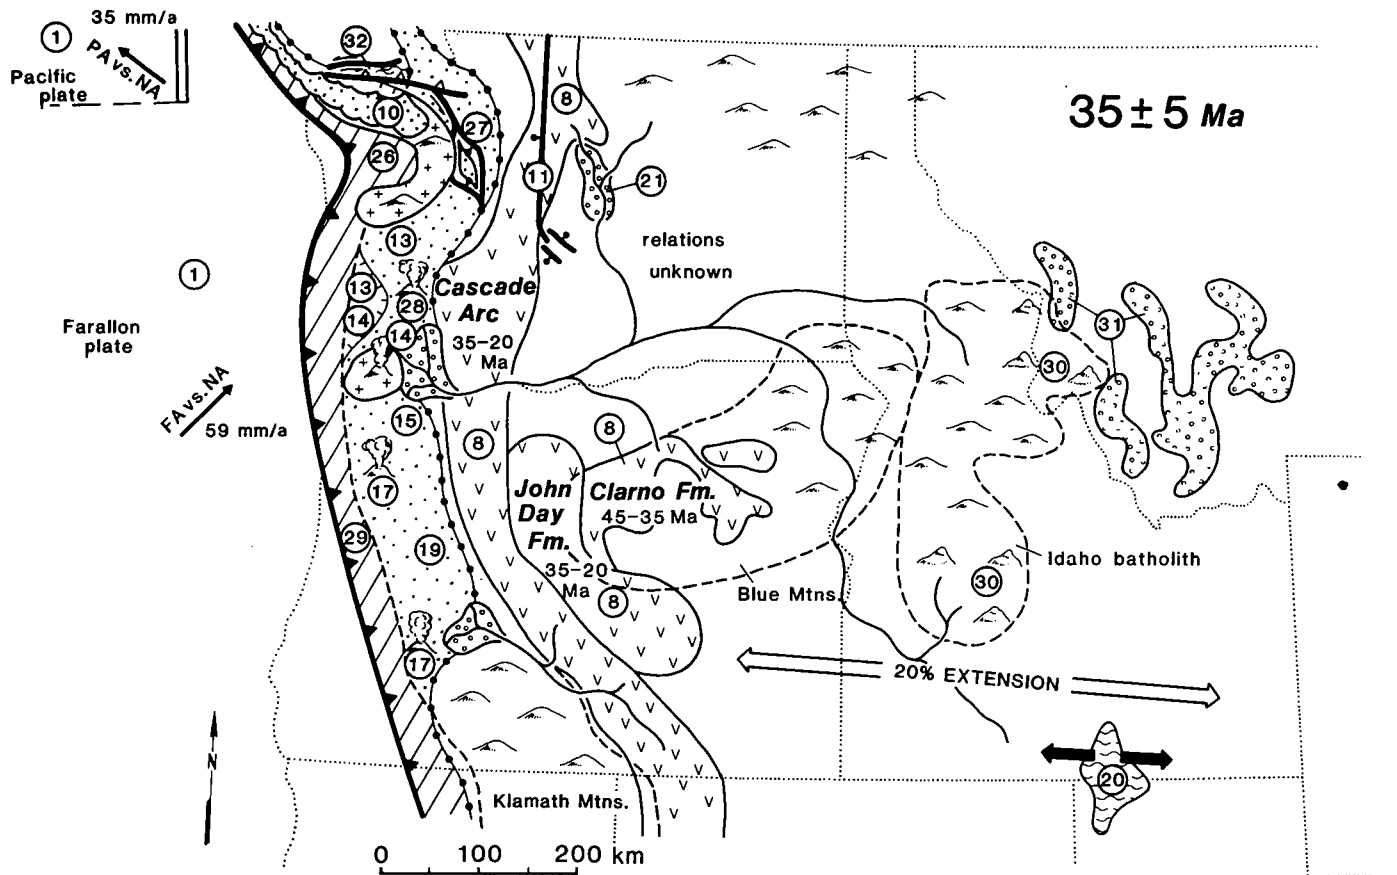 35 mm/a
1
PA vs. NA
Pacific
plate
32
10
27
26
8
11
21
35 ± 5 Ma
13
relations
unknown
1
13
28
14
14
Cascade
Arc
35–20
Ma
Farallon
plate
31
30
FA vs. NA
59 mm/a
15
8
8
17
John
Day
Fm.
35–20
Ma
Clarno Fm.
45–35 Ma
29
19
8
Blue Mtns.
30
Idaho batholith
17
20% EXTENSION
N
20
Klamath Mtns.
0 100 200 km